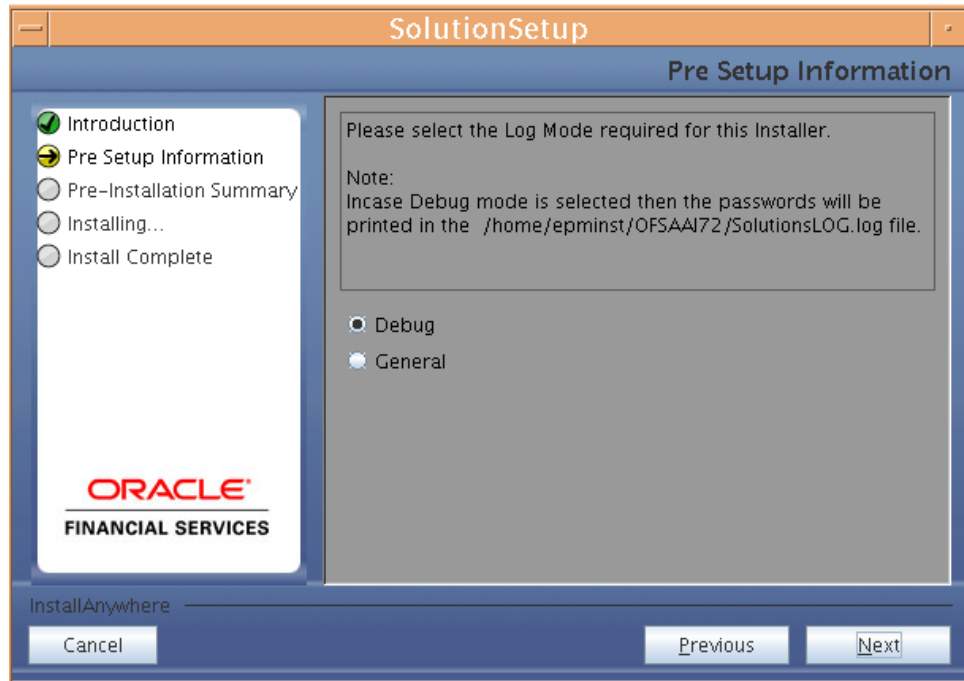 SolutionSetup
Pre Setup Information
Introduction
Pre Setup Information
Pre-Installation Summary
Installing...
Install Complete
ORACLE
FINANCIAL SERVICES
Please select the Log Mode required for this Installer.
Note:
Incase Debug mode is selected then the passwords will be
printed in the /home/epminst/OFSAAI72/SolutionsLOG.log file.
Debug
General
InstallAnywhere
Cancel
Previous
Next